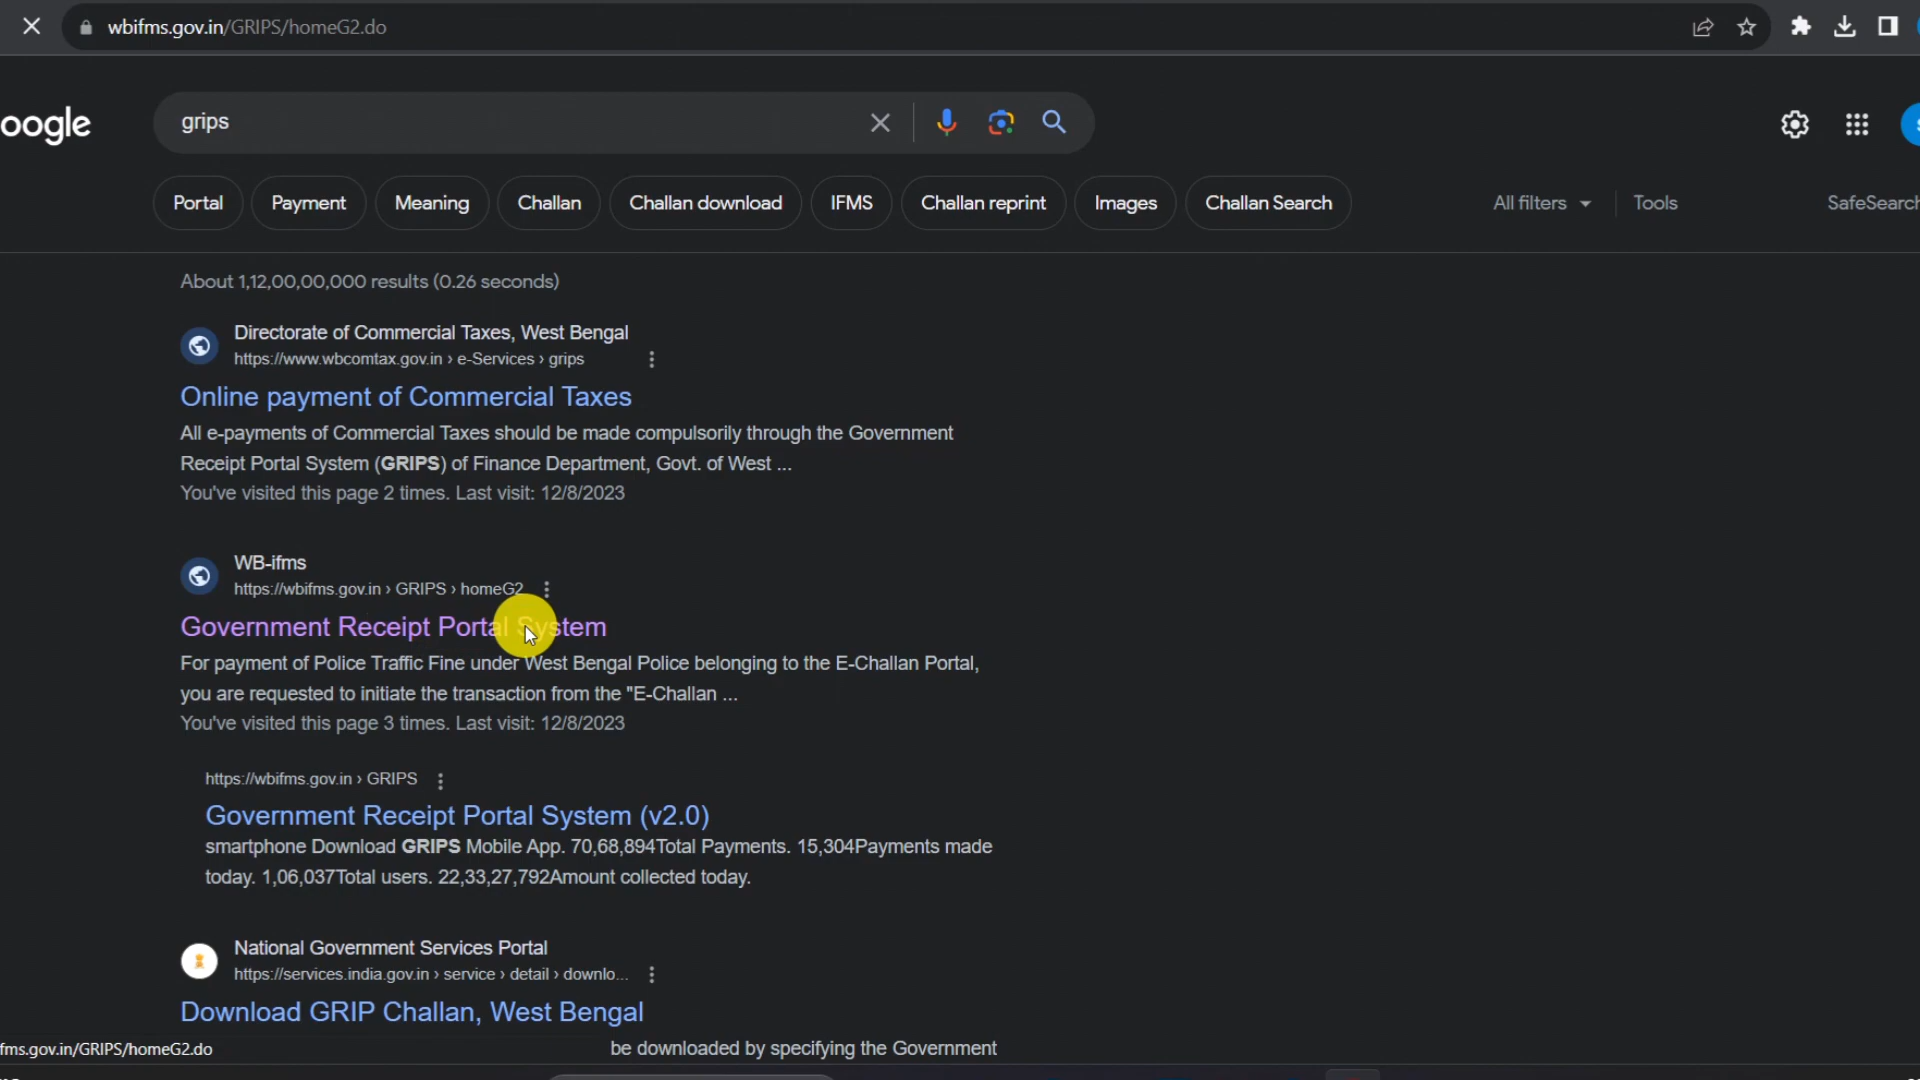 wbifms.gov.in/GRIPS/homeG2.do
oogle
grips
Portal
Payment
Meaning
Challan
Challan download
IFMS
Challan reprint
Images
Challan Search
All filters
Tools
SafeSearch
About 1,12,00,00,000 results (0.26 seconds)
Directorate of Commercial Taxes, West Bengal
https://www.wbcomtax.gov.in › e-Services › grips
Online payment of Commercial Taxes
All e-payments of Commercial Taxes should be made compulsorily through the Government
Receipt Portal System (GRIPS) of Finance Department, Govt. of West ...
You've visited this page 2 times. Last visit: 12/8/2023
WB-ifms
https://wbifms.gov.in › GRIPS › homeG2
Government Receipt Portal System
For payment of Police Traffic Fine under West Bengal Police belonging to the E-Challan Portal,
you are requested to initiate the transaction from the "E-Challan ...
You've visited this page 3 times. Last visit: 12/8/2023
https://wbifms.gov.in › GRIPS
Government Receipt Portal System (v2.0)
smartphone Download GRIPS Mobile App. 70,68,894Total Payments. 15,304Payments made
today. 1,06,037Total users. 22,33,27,792Amount collected today.
National Government Services Portal
https://services.india.gov.in › service › detail › downlo...
Download GRIP Challan, West Bengal
fms.gov.in/GRIPS/homeG2.do
be downloaded by specifying the Government